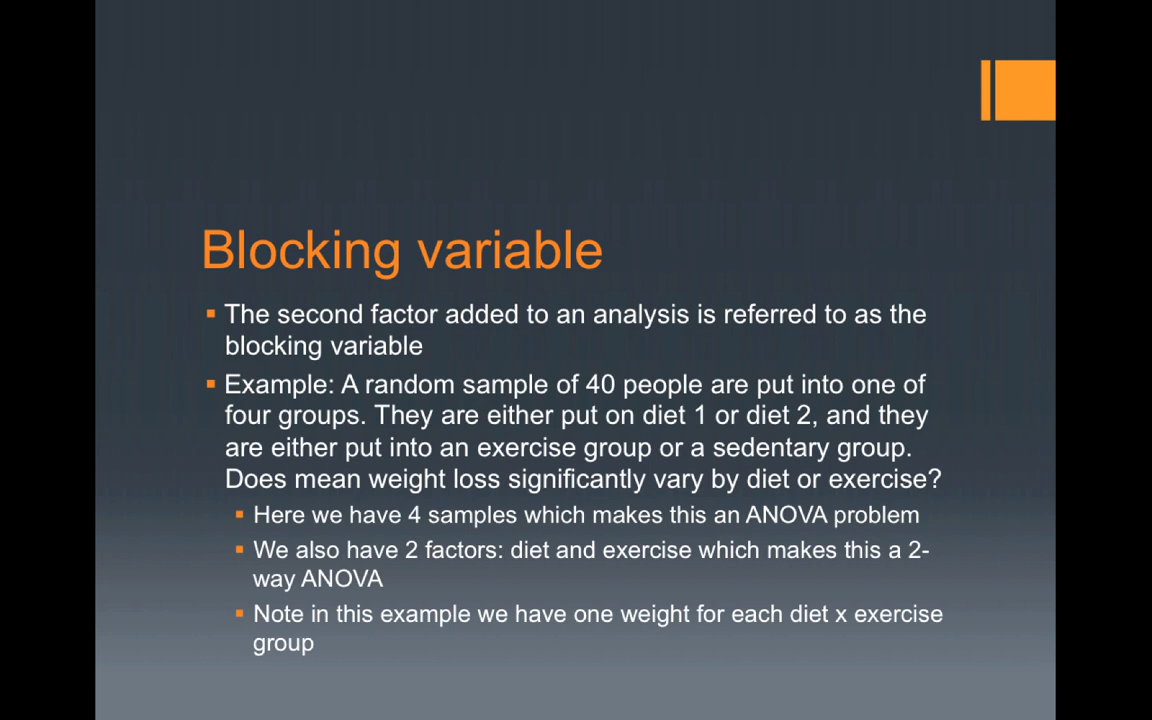 Blocking variable
▪ The second factor added to an analysis is referred to as the
blocking variable
▪ Example: A random sample of 40 people are put into one of
four groups. They are either put on diet 1 or diet 2, and they
are either put into an exercise group or a sedentary group.
Does mean weight loss significantly vary by diet or exercise?
▪ Here we have 4 samples which makes this an ANOVA problem
▪ We also have 2 factors: diet and exercise which makes this a 2-
way ANOVA
▪ Note in this example we have one weight for each diet x exercise
group